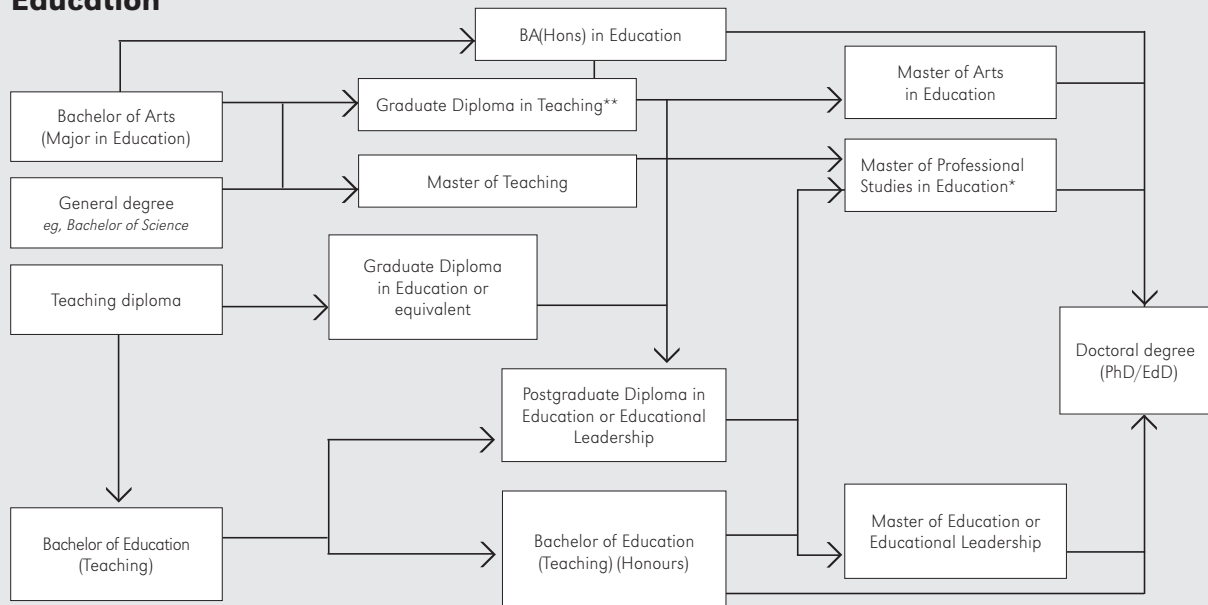 Education
BA(Hons) in Education
Bachelor of Arts
(Major in Education)
Graduate Diploma in Teaching**
Master of Arts
in Education
General degree
eg, Bachelor of Science
Master of Teaching
Master of Professional
Studies in Education*
Teaching diploma
Graduate Diploma
in Education or
equivalent
Doctoral degree
(PhD/EdD)
Postgraduate Diploma in
Education or Educational
Leadership
Bachelor of Education
(Teaching)
Bachelor of Education
(Teaching) (Honours)
Master of Education or
Educational Leadership